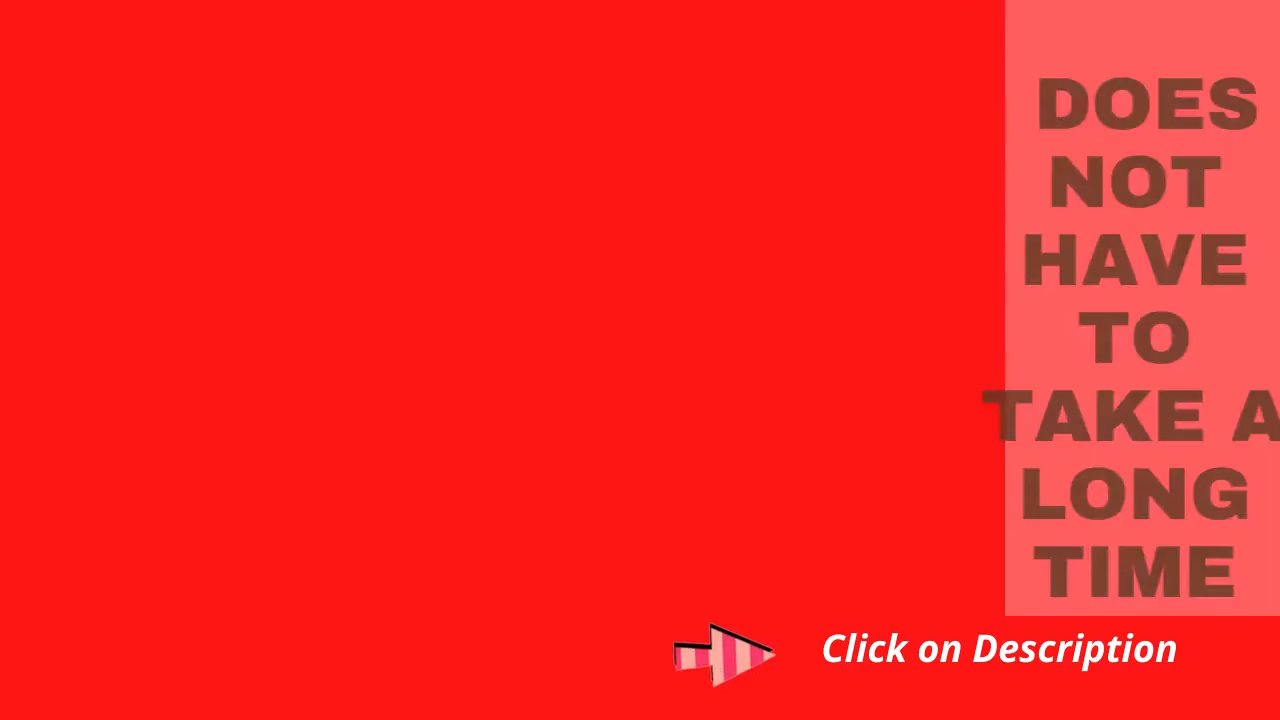 DOES
NOT
HAVE
TO
TAKE A
LONG
TIME
Click on Description